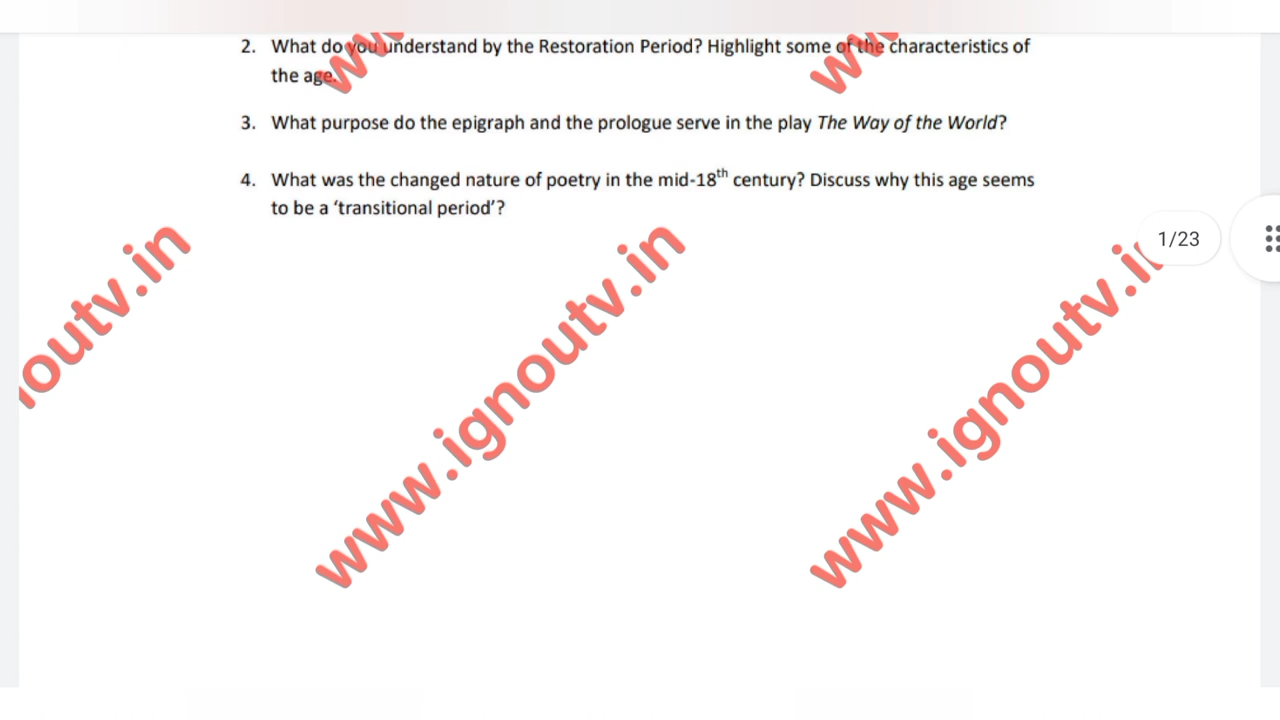 2. What do you understand by the Restoration Period? Highlight some of the characteristics of
the age.
3. What purpose do the epigraph and the prologue serve in the play The Way of the World?
4. What was the changed nature of poetry in the mid-18th century? Discuss why this age seems
to be a ‘transitional period’?
1/23
outv.in
www.ignoutv.in
www.ignoutv.in